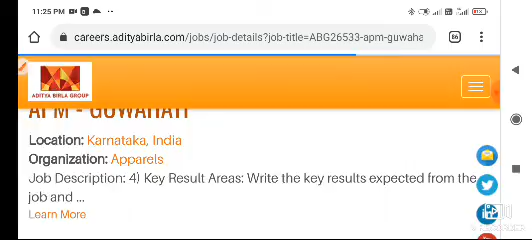 11:25 PM
careers.adityabirla.com/jobs/job-details?job-title=ABG26533-apm-guwaha
86
ADITYA BIRLA GROUP
APM - GUWAHATI
Location: Karnataka, India
Organization: Apparels
Job Description: 4) Key Result Areas: Write the key results expected from the
job and ...
Learn More